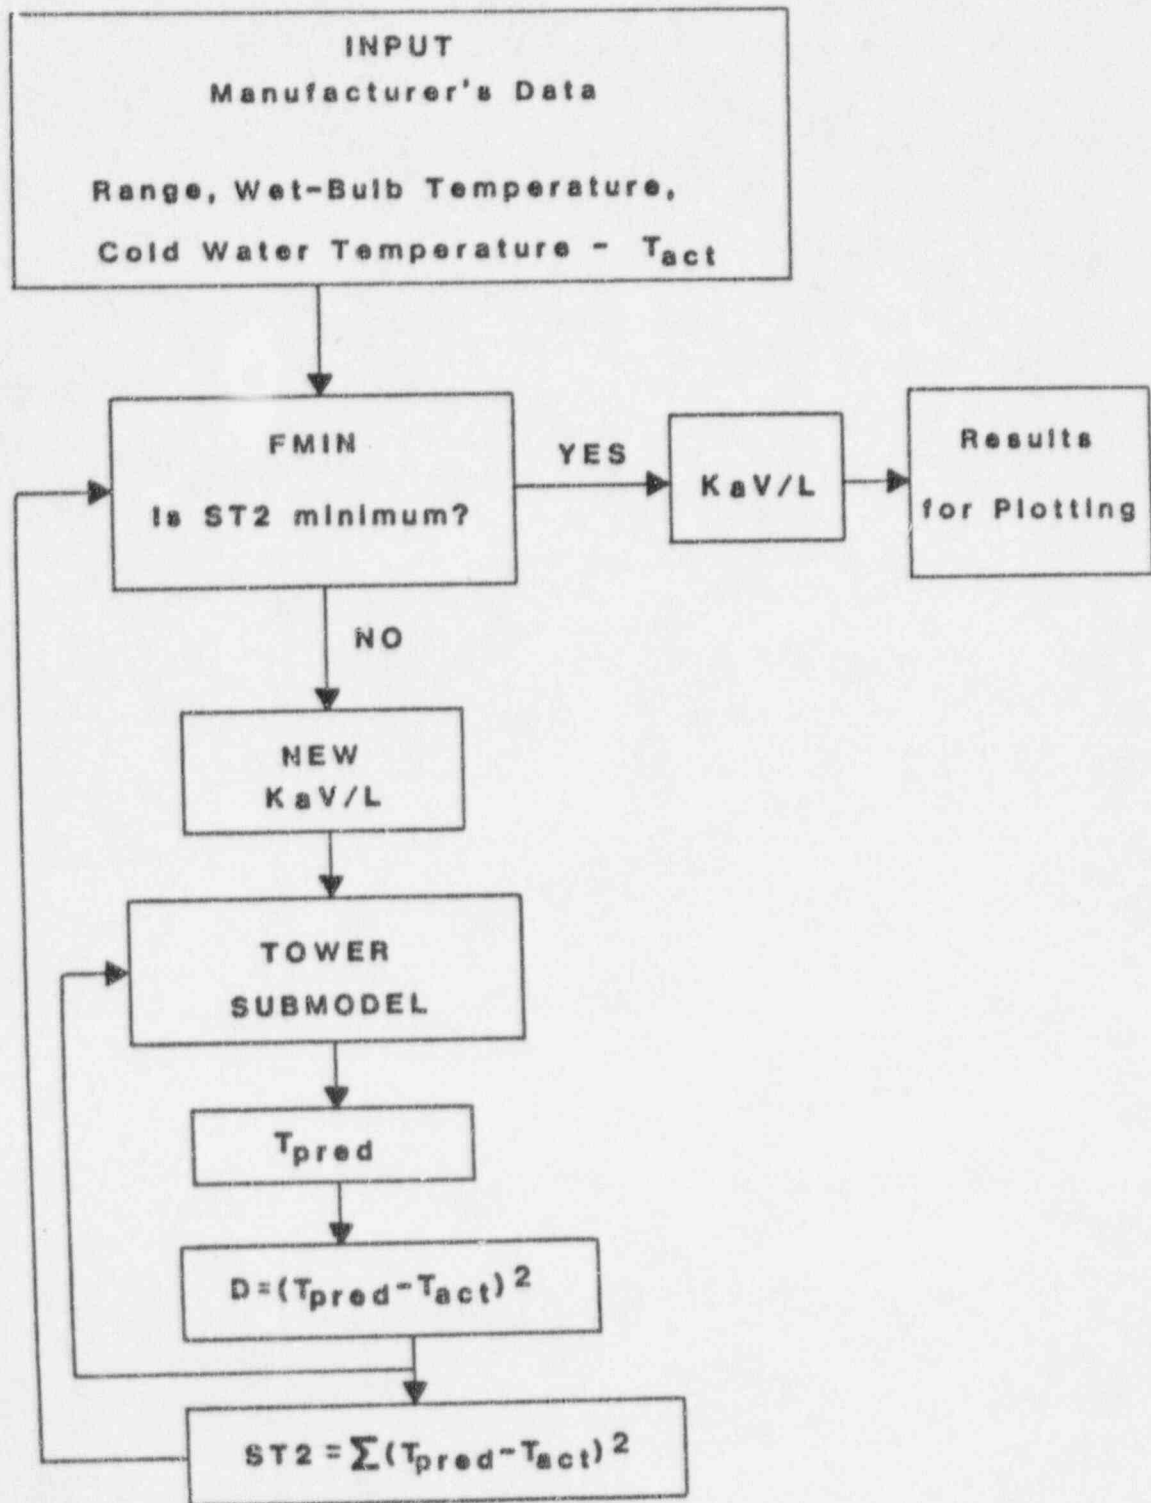 INPUT
Manufacturer's Data
Range, Wet-Bulb Temperature,
Cold Water Temperature - Tact
FMIN
Is ST2 minimum?
YES
KaV/L
Results
for Plotting
NO
NEW
KaV/L
TOWER
SUBMODEL
Tpred
D=(Tpred-Tact)2
ST2=∑(Tpred-Tact)2